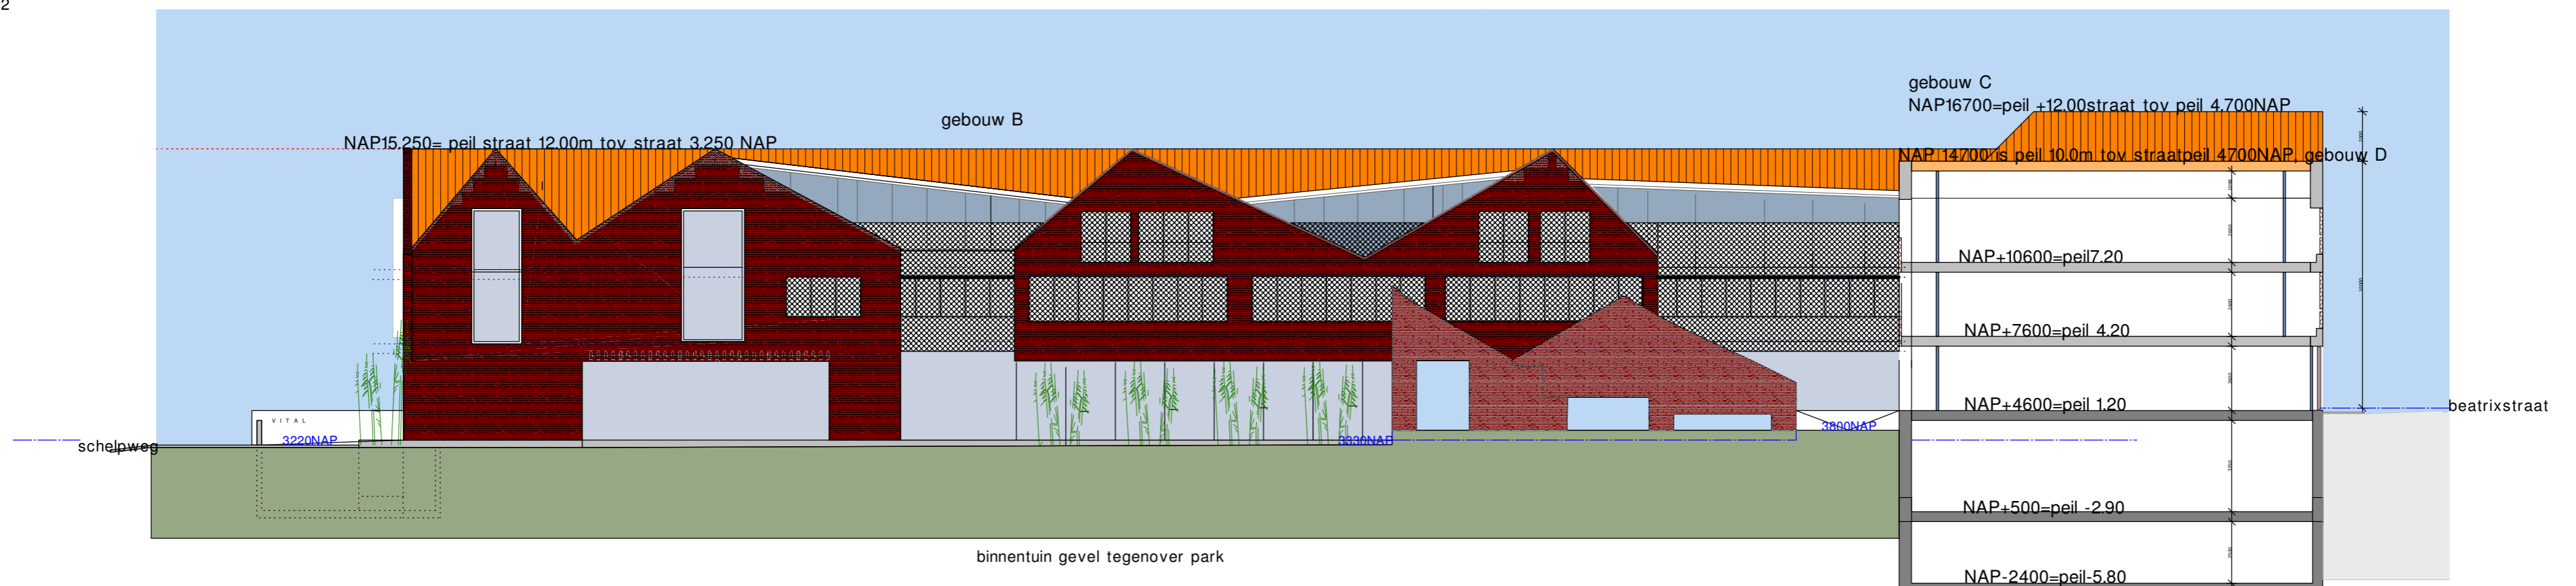 2
gebouw C
NAP16700=peil +12.00straat tov peil 4.700NAP
gebouw B
NAP15.250= peil straat 12.00m tov straat 3.250 NAP
NAP 14700 is peil 10.0m tov straatpeil 4700NAP, gebouw D
NAP+10600=peil7.20
NAP+7600=peil 4.20
NAP+4600=peil 1.20
beatrixstraat
VITAL
3220NAP
3330NAP
3800NAP
schelpweg
NAP+500=peil -2.90
binnentuin gevel tegenover park
NAP-2400=peil-5.80